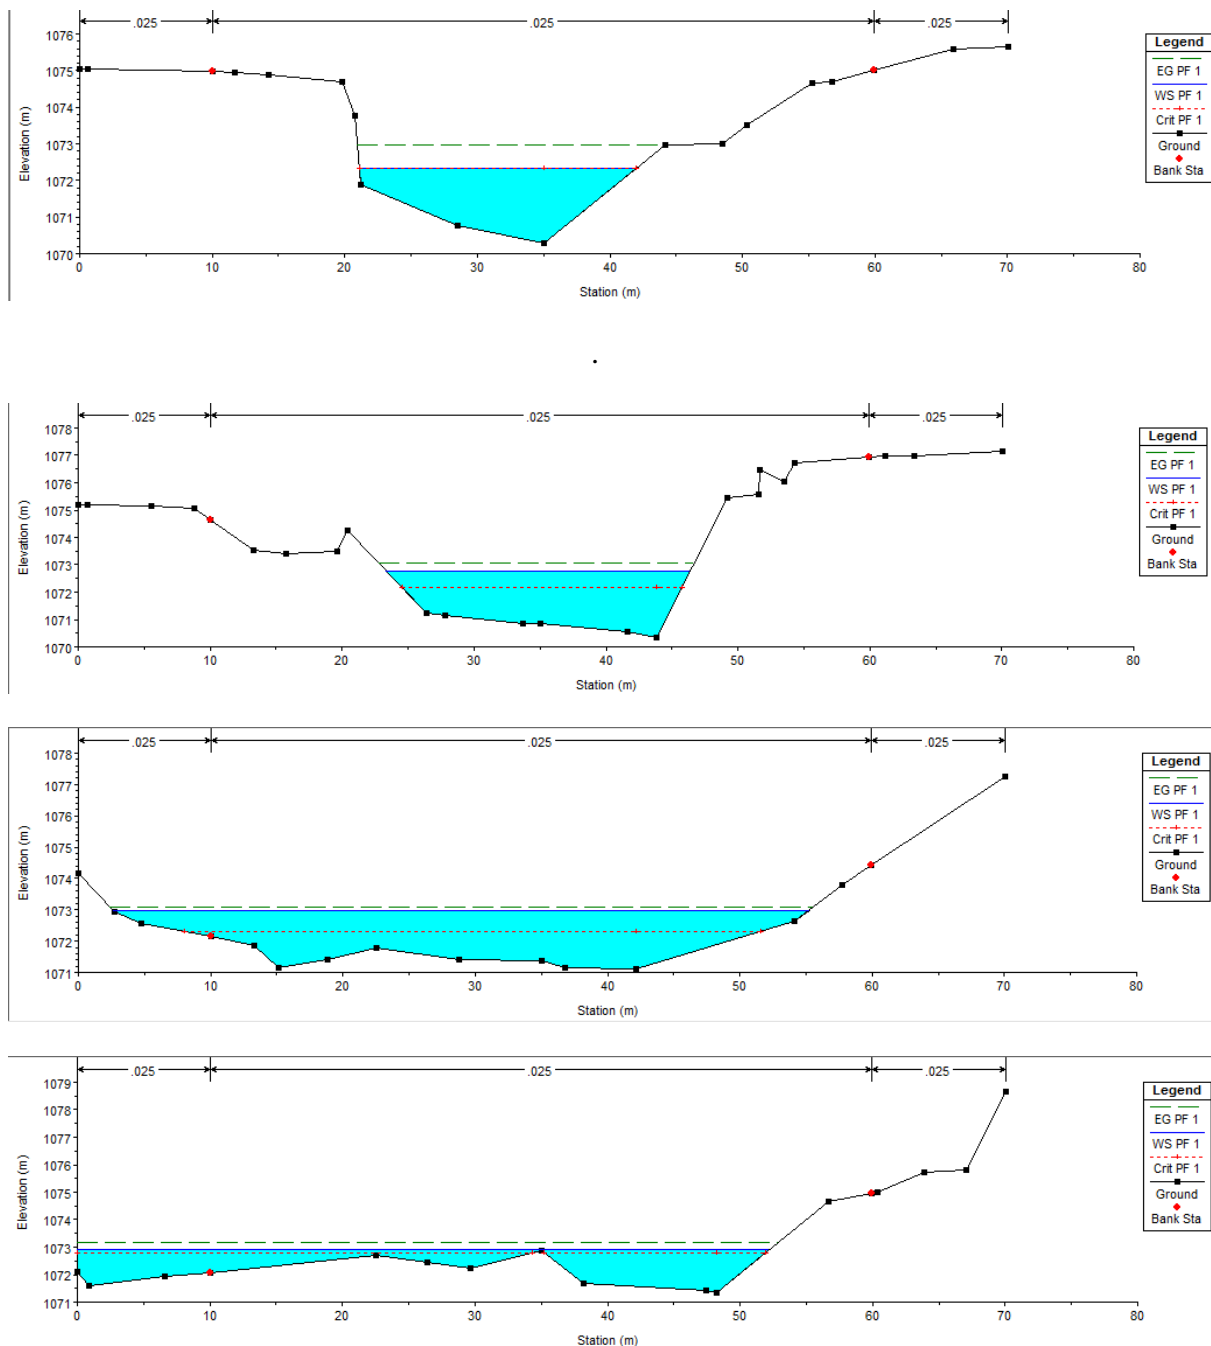 .025 .025 .025
1076
1075
1074
1073
1072
1071
1070
0 10 20 30 40 50 60 70 80
Elevation (m)
Station (m)
Legend
EG PF 1
WS PF 1
Crit PF 1
Ground
Bank Sta
.025 .025 .025
1078
1077
1076
1075
1074
1073
1072
1071
1070
0 10 20 30 40 50 60 70 80
Elevation (m)
Station (m)
Legend
EG PF 1
WS PF 1
Crit PF 1
Ground
Bank Sta
.025 .025 .025
1078
1077
1076
1075
1074
1073
1072
1071
0 10 20 30 40 50 60 70 80
Elevation (m)
Station (m)
Legend
EG PF 1
WS PF 1
Crit PF 1
Ground
Bank Sta
.025 .025 .025
1079
1078
1077
1076
1075
1074
1073
1072
1071
0 10 20 30 40 50 60 70 80
Elevation (m)
Station (m)
Legend
EG PF 1
WS PF 1
Crit PF 1
Ground
Bank Sta